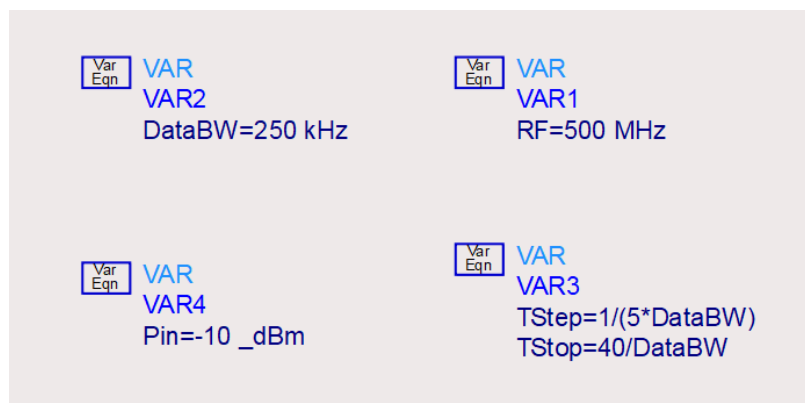 Var
Eqn
VAR
VAR2
DataBW=250 kHz
Var
Eqn
VAR
VAR1
RF=500 MHz
Var
Eqn
VAR
VAR4
Pin=-10 _dBm
Var
Eqn
VAR
VAR3
TStep=1/(5*DataBW)
TStop=40/DataBW